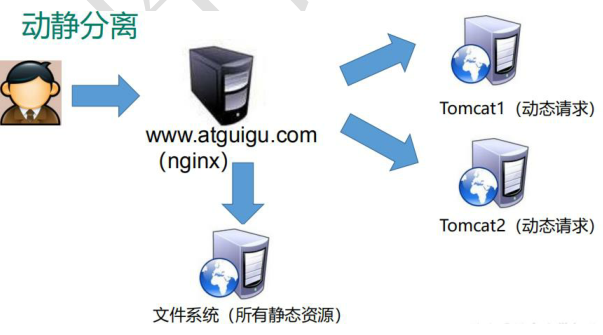 动静分离
Tomcat1（动态请求）
www.atguigu.com
（nginx）
Tomcat2（动态请求）
文件系统（所有静态资源）